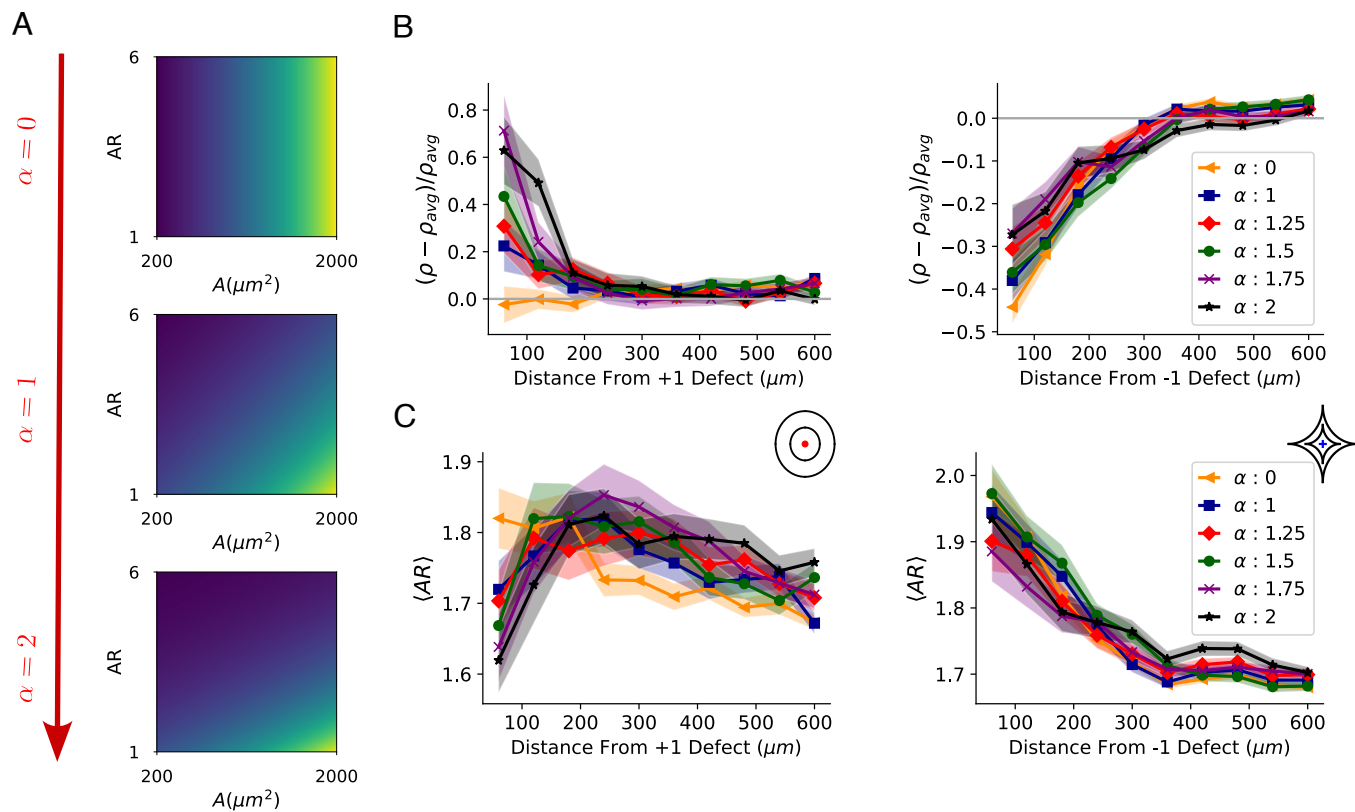 A
α = 0
6
AR
1
200
2000
A(μm²)
α = 1
6
AR
1
200
2000
A(μm²)
α = 2
6
AR
1
200
2000
A(μm²)
B
(ρ − ρavg)/ρavg
0.8
0.6
0.4
0.2
0.0
100 200 300 400 500 600
Distance From +1 Defect (μm)
(ρ − ρavg)/ρavg
0.0
−0.1
−0.2
−0.3
−0.4
−0.5
α : 0
α : 1
α : 1.25
α : 1.5
α : 1.75
α : 2
100 200 300 400 500 600
Distance From -1 Defect (μm)
C
⟨AR⟩
1.9
1.8
1.7
1.6
100 200 300 400 500 600
Distance From +1 Defect (μm)
⟨AR⟩
2.0
1.9
1.8
1.7
α : 0
α : 1
α : 1.25
α : 1.5
α : 1.75
α : 2
100 200 300 400 500 600
Distance From -1 Defect (μm)